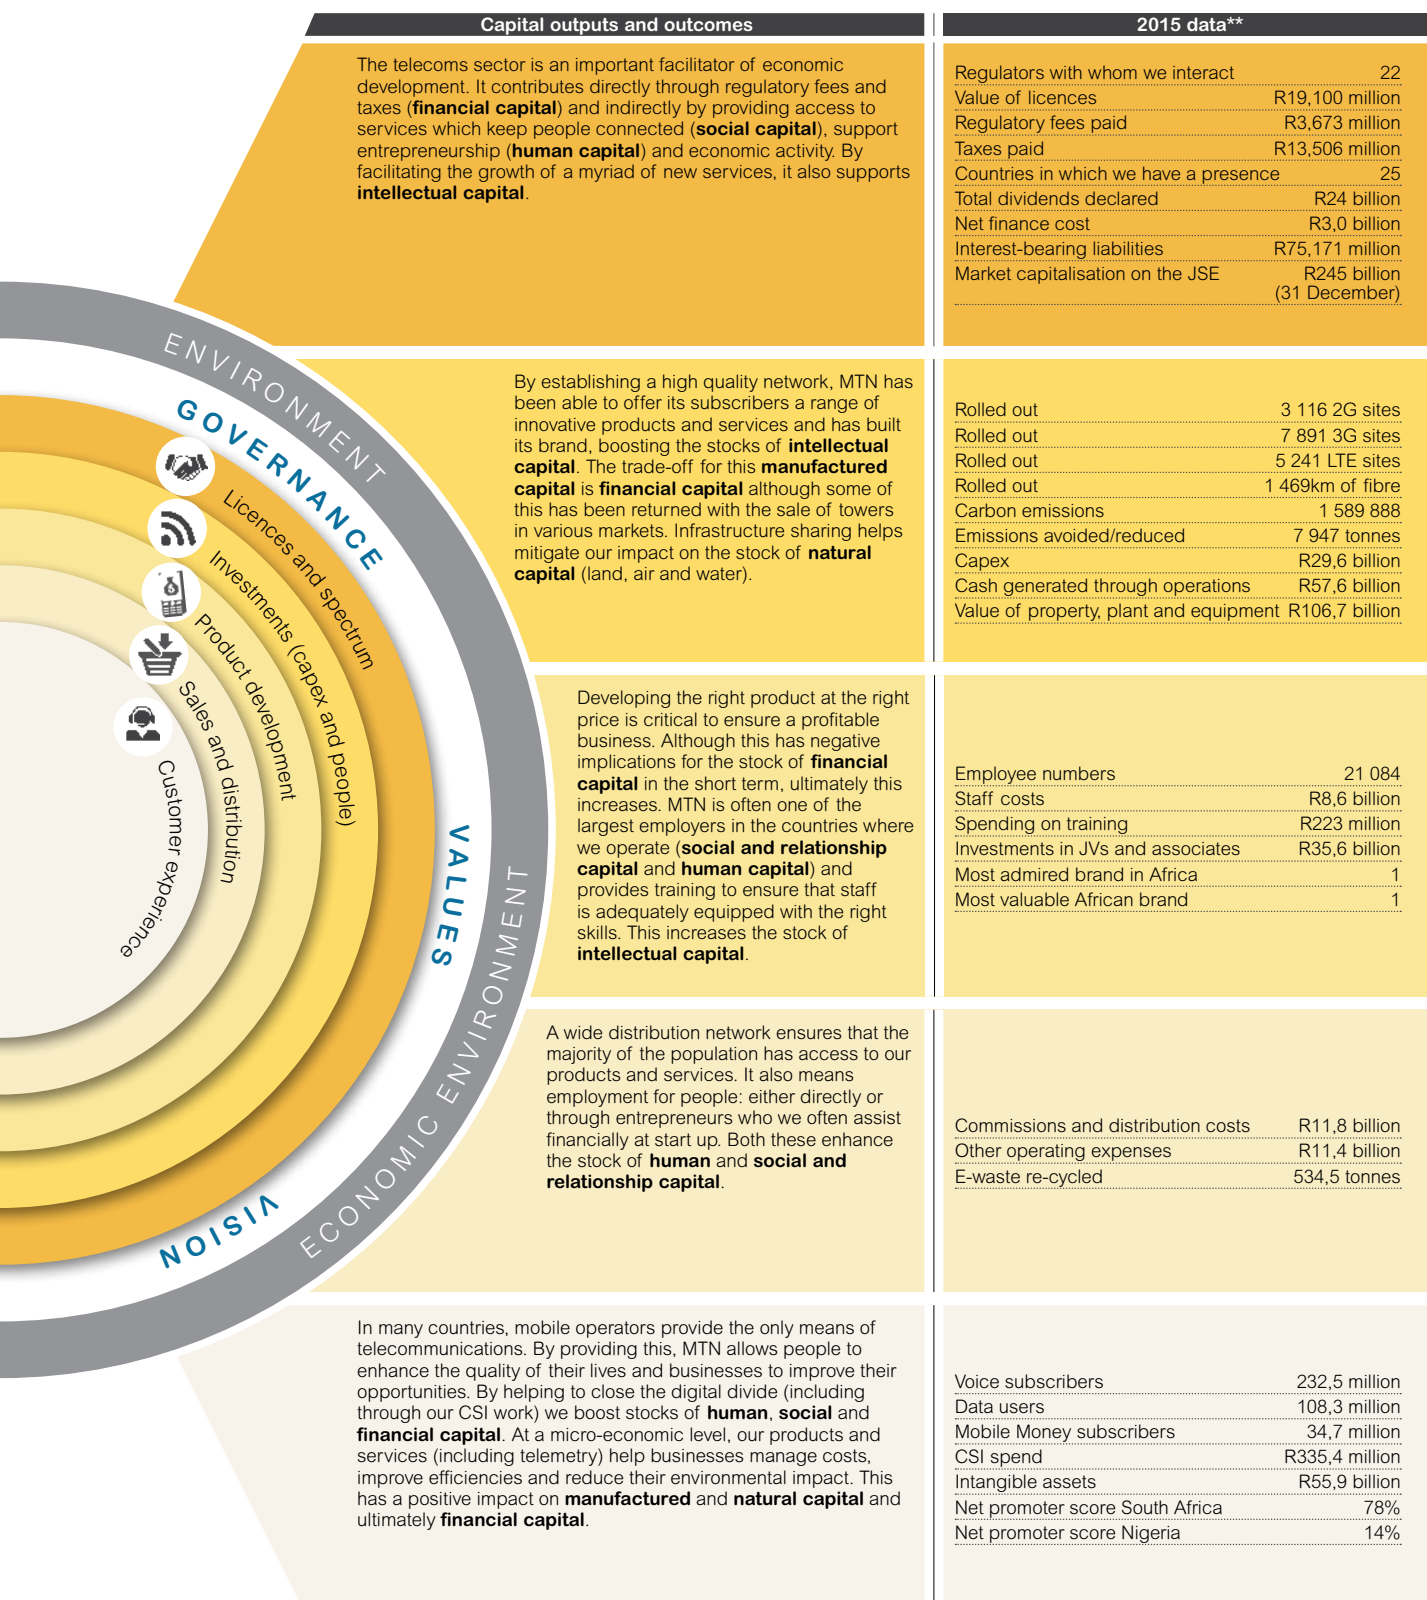 Capital outputs and outcomes
2015 data**
The telecoms sector is an important facilitator of economic
development. It contributes directly through regulatory fees and
taxes (financial capital) and indirectly by providing access to
services which keep people connected (social capital), support
entrepreneurship (human capital) and economic activity. By
facilitating the growth of a myriad of new services, it also supports
intellectual capital.
Regulators with whom we interact 22
Value of licences R19,100 million
Regulatory fees paid R3,673 million
Taxes paid R13,506 million
Countries in which we have a presence 25
Total dividends declared R24 billion
Net finance cost R3,0 billion
Interest-bearing liabilities R75,171 million
Market capitalisation on the JSE R245 billion
(31 December)
ENVIRONMENT
GOVERNANCE
VALUES
VISION
ECONOMIC ENVIRONMENT
Licences and spectrum
Investments (capex and people)
Product development
Sales and distribution
Customer experience
By establishing a high quality network, MTN has
been able to offer its subscribers a range of
innovative products and services and has built
its brand, boosting the stocks of intellectual
capital. The trade-off for this manufactured
capital is financial capital although some of
this has been returned with the sale of towers
in various markets. Infrastructure sharing helps
mitigate our impact on the stock of natural
capital (land, air and water).
Rolled out 3 116 2G sites
Rolled out 7 891 3G sites
Rolled out 5 241 LTE sites
Rolled out 1 469km of fibre
Carbon emissions 1 589 888
Emissions avoided/reduced 7 947 tonnes
Capex R29,6 billion
Cash generated through operations R57,6 billion
Value of property, plant and equipment R106,7 billion
Developing the right product at the right
price is critical to ensure a profitable
business. Although this has negative
implications for the stock of financial
capital in the short term, ultimately this
increases. MTN is often one of the
largest employers in the countries where
we operate (social and relationship
capital and human capital) and
provides training to ensure that staff
is adequately equipped with the right
skills. This increases the stock of
intellectual capital.
Employee numbers 21 084
Staff costs R8,6 billion
Spending on training R223 million
Investments in JVs and associates R35,6 billion
Most admired brand in Africa 1
Most valuable African brand 1
A wide distribution network ensures that the
majority of the population has access to our
products and services. It also means
employment for people: either directly or
through entrepreneurs who we often assist
financially at start up. Both these enhance
the stock of human and social and
relationship capital.
Commissions and distribution costs R11,8 billion
Other operating expenses R11,4 billion
E-waste re-cycled 534,5 tonnes
In many countries, mobile operators provide the only means of
telecommunications. By providing this, MTN allows people to
enhance the quality of their lives and businesses to improve their
opportunities. By helping to close the digital divide (including
through our CSI work) we boost stocks of human, social and
financial capital. At a micro-economic level, our products and
services (including telemetry) help businesses manage costs,
improve efficiencies and reduce their environmental impact. This
has a positive impact on manufactured and natural capital and
ultimately financial capital.
Voice subscribers 232,5 million
Data users 108,3 million
Mobile Money subscribers 34,7 million
CSI spend R335,4 million
Intangible assets R55,9 billion
Net promoter score South Africa 78%
Net promoter score Nigeria 14%